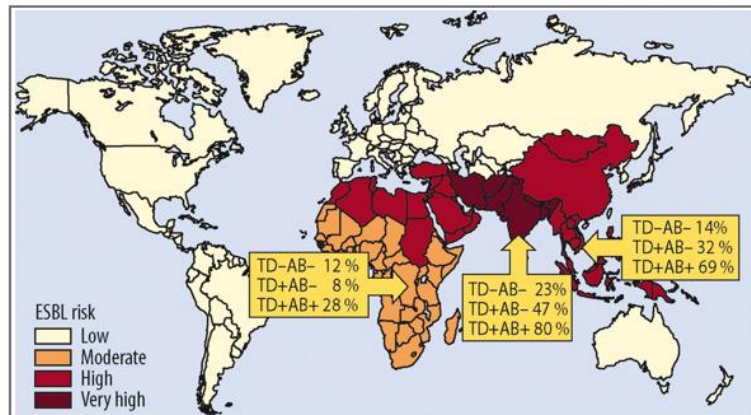 TD–AB– 14%
TD+AB– 32 %
TD+AB+ 69 %
TD–AB– 12 %
TD+AB– 8 %
TD+AB+ 28 %
TD–AB– 23%
TD+AB– 47 %
TD+AB+ 80 %
ESBL risk
Low
Moderate
High
Very high